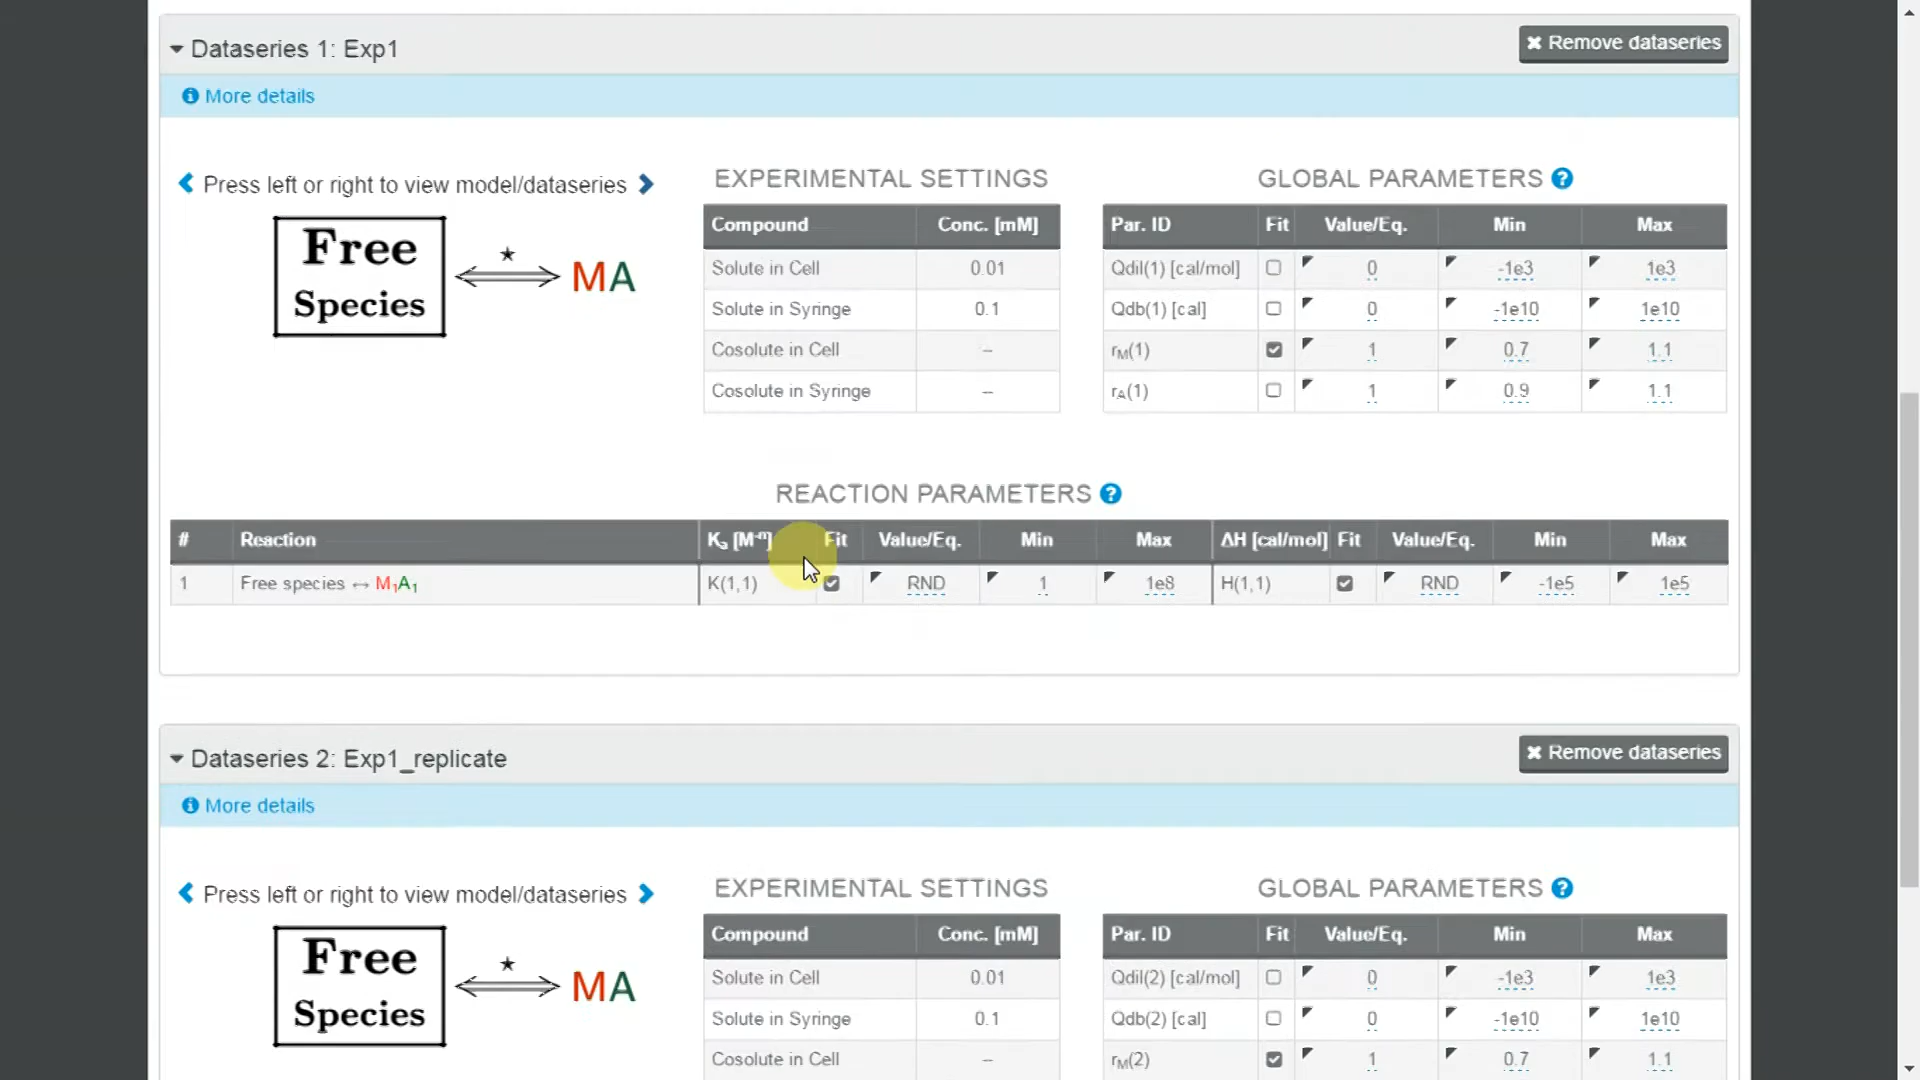 Dataseries 1: Exp1
Remove dataseries
More details
Press left or right to view model/dataseries
Free
Species
★
MA
EXPERIMENTAL SETTINGS
Compound Conc. [mM]
Solute in Cell 0.01
Solute in Syringe 0.1
Cosolute in Cell --
Cosolute in Syringe --
GLOBAL PARAMETERS ?
Par. ID Fit Value/Eq. Min Max
Qdil(1) [cal/mol] 0 -1e3 1e3
Qdb(1) [cal] 0 -1e10 1e10
rM(1) 1 0.7 1.1
rA(1) 1 0.9 1.1
REACTION PARAMETERS ?
# Reaction Ka [M-n] Fit Value/Eq. Min Max ΔH [cal/mol] Fit Value/Eq. Min Max
1 Free species ↔ M1A1 K(1,1) RND 1 1e8 H(1,1) RND -1e5 1e5
Dataseries 2: Exp1_replicate
Remove dataseries
More details
Press left or right to view model/dataseries
Free
Species
★
MA
EXPERIMENTAL SETTINGS
Compound Conc. [mM]
Solute in Cell 0.01
Solute in Syringe 0.1
Cosolute in Cell --
GLOBAL PARAMETERS ?
Par. ID Fit Value/Eq. Min Max
Qdil(2) [cal/mol] 0 -1e3 1e3
Qdb(2) [cal] 0 -1e10 1e10
rM(2) 1 0.7 1.1